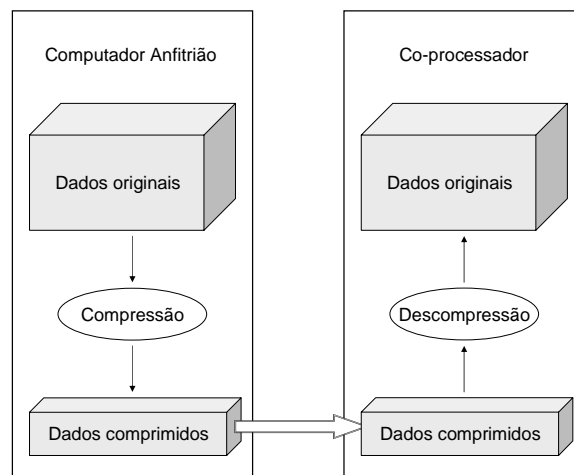 Computador Anfitrião
Dados originais
Compressão
Dados comprimidos
Co-processador
Dados originais
Descompressão
Dados comprimidos